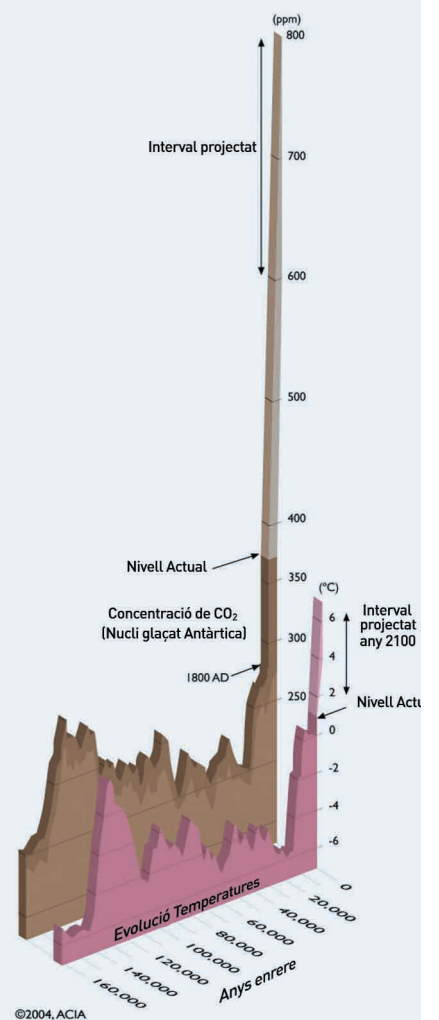 (ppm)
800
Interval projectat
700
600
500
400
Nivell Actual
350
(°C)
Concentració de CO₂
(Nucli glaçat Antàrtica)
6
Interval
projectat
any 2100
300
4
1800 AD
2
250
Nivell Actu
0
-2
-4
-6
Evolució Temperatures
0
20,000
40,000
60,000
80,000
100,000
120,000
140,000
160,000
Anys enrere
©2004, ACIA